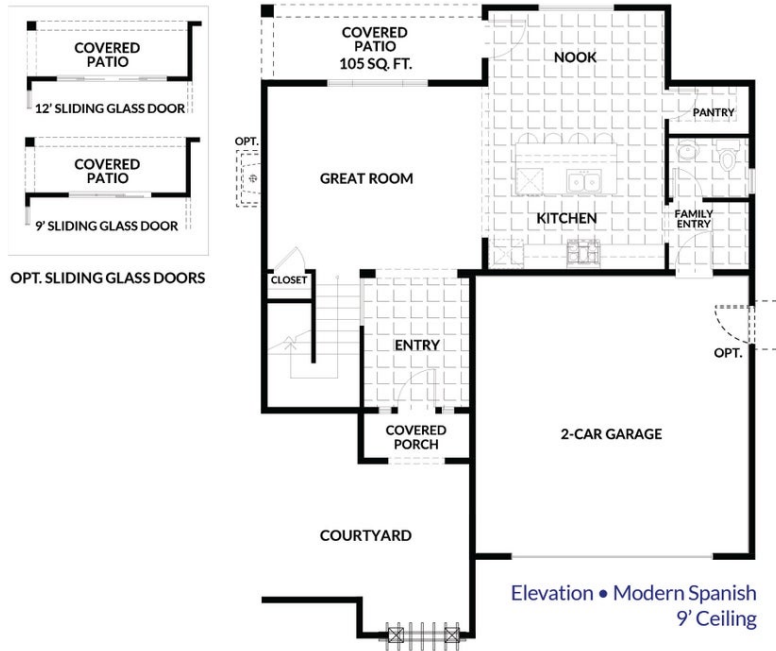 COVERED
PATIO
12' SLIDING GLASS DOOR
COVERED
PATIO
9' SLIDING GLASS DOOR
OPT. SLIDING GLASS DOORS
COVERED
PATIO
105 SQ. FT.
NOOK
PANTRY
OPT.
GREAT ROOM
KITCHEN
FAMILY
ENTRY
CLOSET
ENTRY
OPT.
COVERED
PORCH
2-CAR GARAGE
COURTYARD
Elevation • Modern Spanish
9' Ceiling